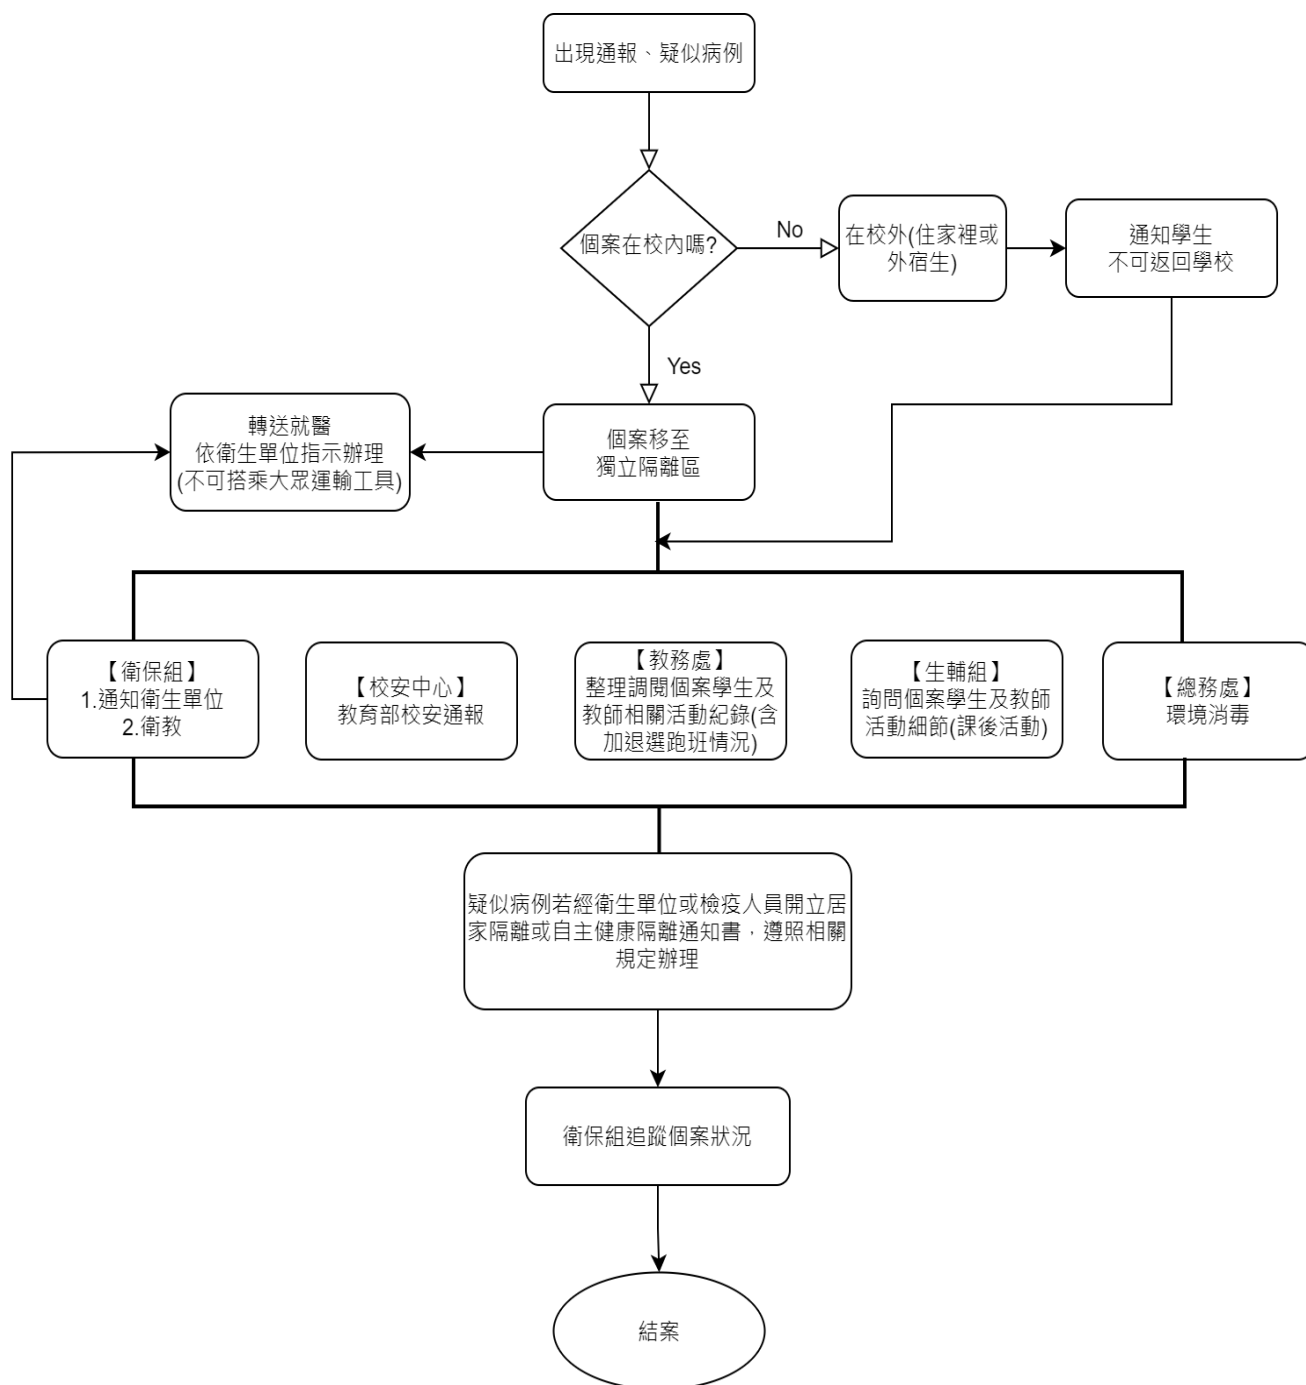 出現通報、疑似病例
個案在校內嗎?
No
在校外(住家裡或
外宿生)
通知學生
不可返回學校
Yes
轉送就醫
依衛生單位指示辦理
(不可搭乘大眾運輸工具)
個案移至
獨立隔離區
【衛保組】
1.通知衛生單位
2.衛教
【校安中心】
教育部校安通報
【教務處】
整理調閱個案學生及
教師相關活動紀錄(含
加退選跑班情況)
【生輔組】
詢問個案學生及教師
活動細節(課後活動)
【總務處】
環境消毒
疑似病例若經衛生單位或檢疫人員開立居
家隔離或自主健康隔離通知書，遵照相關
規定辦理
衛保組追蹤個案狀況
結案